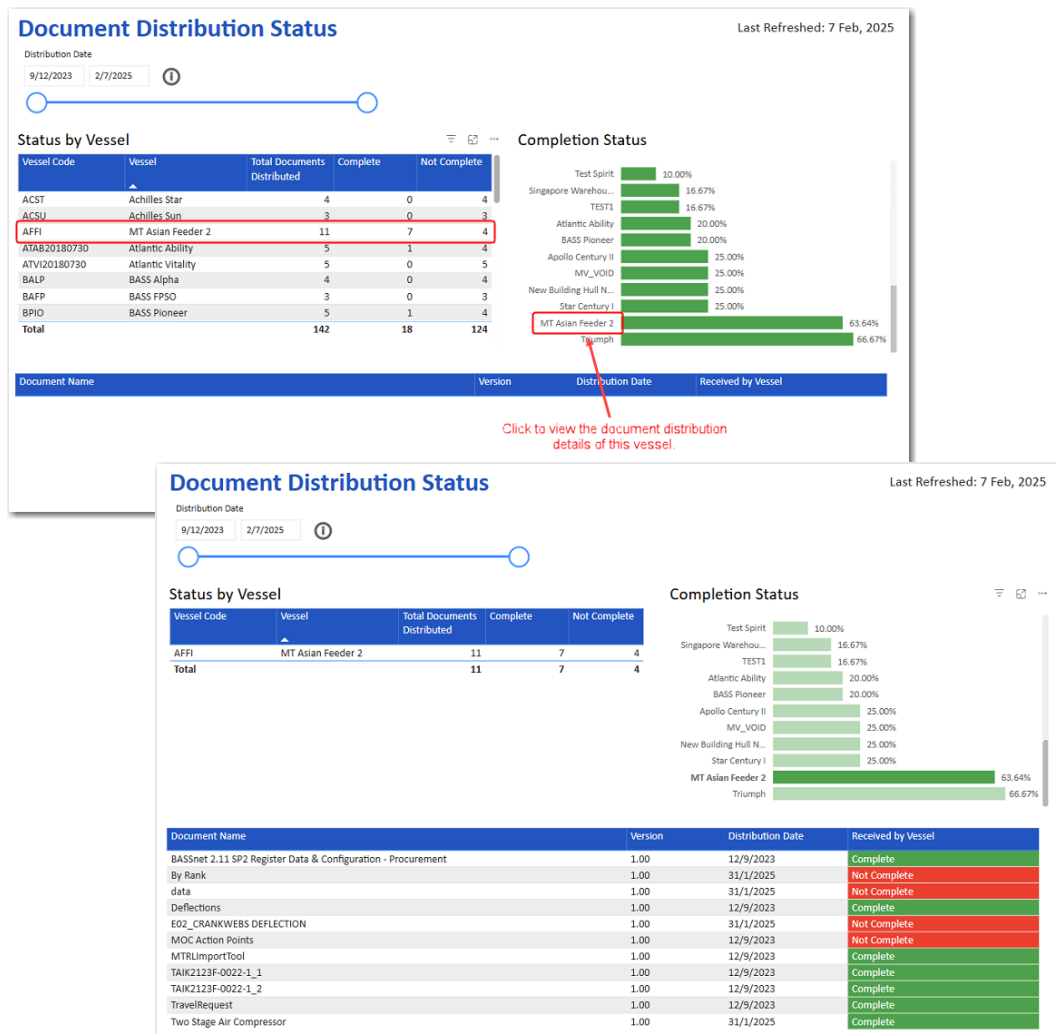 Document Distribution Status
Last Refreshed: 7 Feb, 2025
Distribution Date
9/12/2023 2/7/2025
Status by Vessel
Vessel Code Vessel Total Documents Distributed Complete Not Complete
ACST Achilles Star 4 0 4
ACSU Achilles Sun 3 0 3
AFFI MT Asian Feeder 2 11 7 4
ATAB20180730 Atlantic Ability 5 1 4
ATVI20180730 Atlantic Vitality 5 0 5
BALP BASS Alpha 4 0 4
BAFP BASS FPSO 3 0 3
BPIO BASS Pioneer 5 1 4
Total 142 18 124
Completion Status
Test Spirit 10.00%
Singapore Warehou... 16.67%
TEST1 16.67%
Atlantic Ability 20.00%
BASS Pioneer 20.00%
Apollo Century II 25.00%
MV_VOID 25.00%
New Building Hull N... 25.00%
Star Century I 25.00%
MT Asian Feeder 2 63.64%
Triumph 66.67%
Document Name Version Distribution Date Received by Vessel
Click to view the document distribution
details of this vessel.
Document Distribution Status
Last Refreshed: 7 Feb, 2025
Distribution Date
9/12/2023 2/7/2025
Status by Vessel
Vessel Code Vessel Total Documents Distributed Complete Not Complete
AFFI MT Asian Feeder 2 11 7 4
Total 11 7 4
Completion Status
Test Spirit 10.00%
Singapore Warehou... 16.67%
TEST1 16.67%
Atlantic Ability 20.00%
BASS Pioneer 20.00%
Apollo Century II 25.00%
MV_VOID 25.00%
New Building Hull N... 25.00%
Star Century I 25.00%
MT Asian Feeder 2 63.64%
Triumph 66.67%
Document Name Version Distribution Date Received by Vessel
BASSnet 2.11 SP2 Register Data & Configuration - Procurement 1.00 12/9/2023 Complete
By Rank 1.00 31/1/2025 Not Complete
data 1.00 31/1/2025 Not Complete
Deflections 1.00 12/9/2023 Complete
E02_CRANKWEBS DEFLECTION 1.00 31/1/2025 Not Complete
MOC Action Points 1.00 12/9/2023 Not Complete
MTRLImportTool 1.00 12/9/2023 Complete
TAIK2123F-0022-1_1 1.00 12/9/2023 Complete
TAIK2123F-0022-1_2 1.00 12/9/2023 Complete
TravelRequest 1.00 12/9/2023 Complete
Two Stage Air Compressor 1.00 31/1/2025 Complete